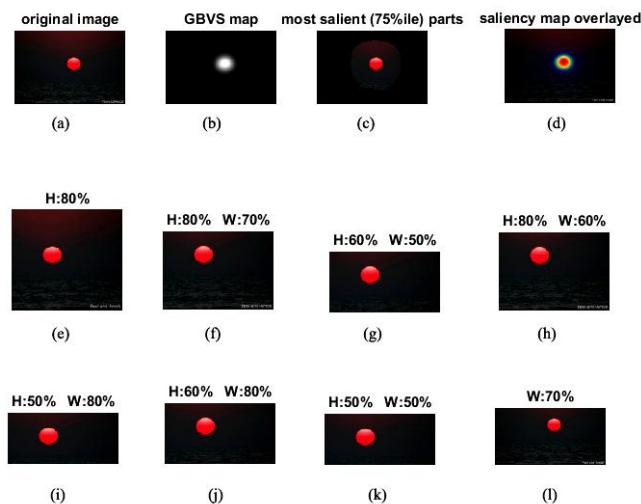 original image GBVS map most salient (75%ile) parts saliency map overlayed
(a) (b) (c) (d)
H:80% H:80% W:70% H:60% W:50% H:80% W:60%
(e) (f) (g) (h)
H:50% W:80% H:60% W:80% H:50% W:50% W:70%
(i) (j) (k) (l)